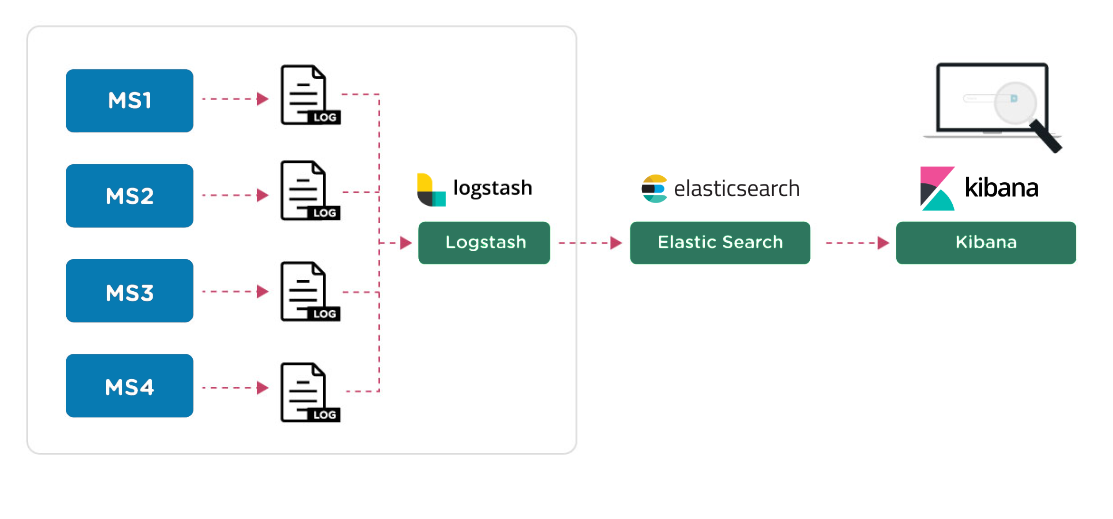 MS1
LOG
MS2
LOG
MS3
LOG
MS4
LOG
logstash
Logstash
elasticsearch
Elastic Search
kibana
Kibana